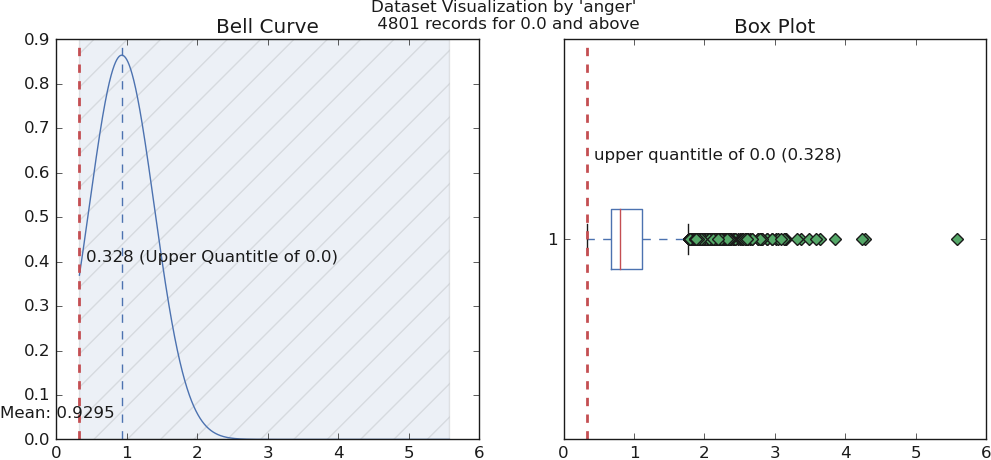 Dataset Visualization by 'anger'
4801 records for 0.0 and above
Bell Curve
0.9
0.8
0.7
0.6
0.5
0.4
0.3
0.2
0.1
0.0
0.328 (Upper Quantitle of 0.0)
Mean: 0.9295
0 1 2 3 4 5 6
Box Plot
upper quantitle of 0.0 (0.328)
1
0 1 2 3 4 5 6